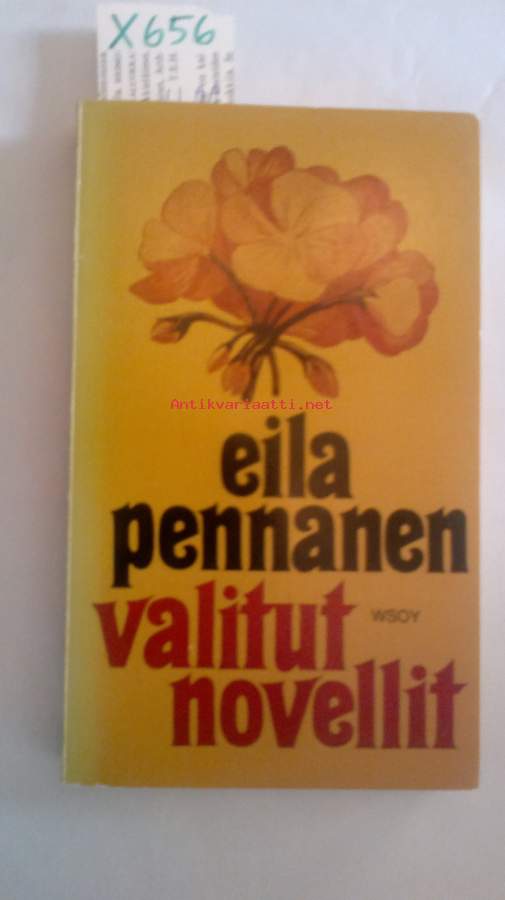 X656
Antikvariaatti.net
eila
pennanen
valitut
WSOY
novellit